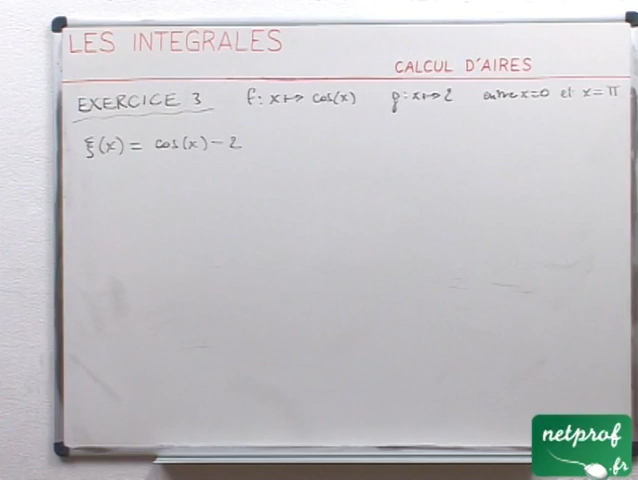 LES INTEGRALES
CALCUL D'AIRES
EXERCICE 3 f: x↦ cos(x) g: x↦ 2 entre x=0 et x=π
ξ(x) = cos(x) - 2
netprof
.fr